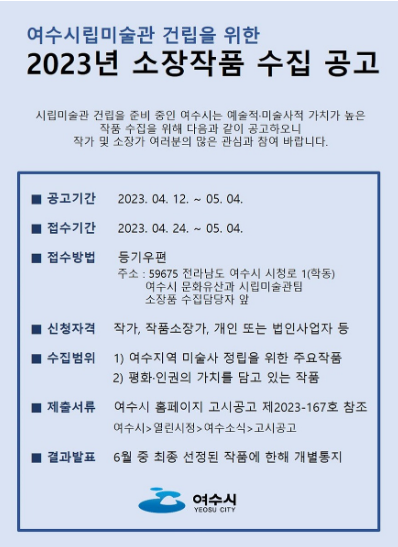 여수시립미술관 건립을 위한
2023년 소장작품 수집 공고
시립미술관 건립을 준비 중인 여수시는 예술적·미술사적 가치가 높은
작품 수집을 위해 다음과 같이 공고하오니
작가 및 소장가 여러분의 많은 관심과 참여 바랍니다.
■ 공고기간 2023. 04. 12. ~ 05. 04.
■ 접수기간 2023. 04. 24. ~ 05. 04.
■ 접수방법 등기우편
주소 : 59675 전라남도 여수시 시청로 1(학동)
여수시 문화유산과 시립미술관팀
소장품 수집담당자 앞
■ 신청자격 작가, 작품소장가, 개인 또는 법인사업자 등
■ 수집범위 1) 여수지역 미술사 정립을 위한 주요작품
2) 평화·인권의 가치를 담고 있는 작품
■ 제출서류 여수시 홈페이지 고시공고 제2023-167호 참조
여수시>열린시정>여수소식>고시공고
■ 결과발표 6월 중 최종 선정된 작품에 한해 개별통지
여수시
YEOSU CITY